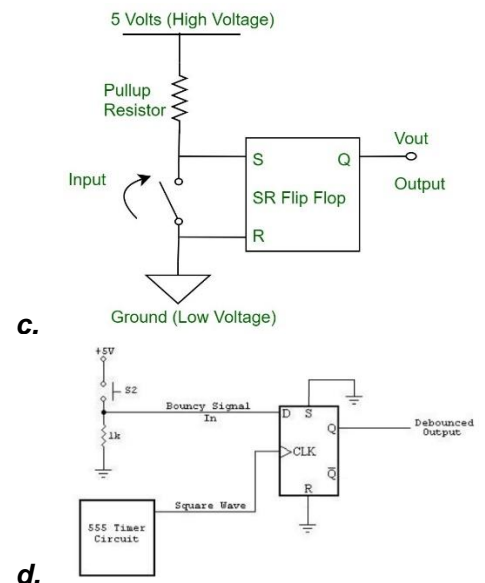 5 Volts (High Voltage)
Pullup
Resistor
Input
S
Q
SR Flip Flop
R
Vout
Output
Ground (Low Voltage)
c.
+5V
S2
1k
Bouncy Signal
In
D
S
Q
CLK
Q̅
R
Debounced
Output
Square Wave
555 Timer
Circuit
d.